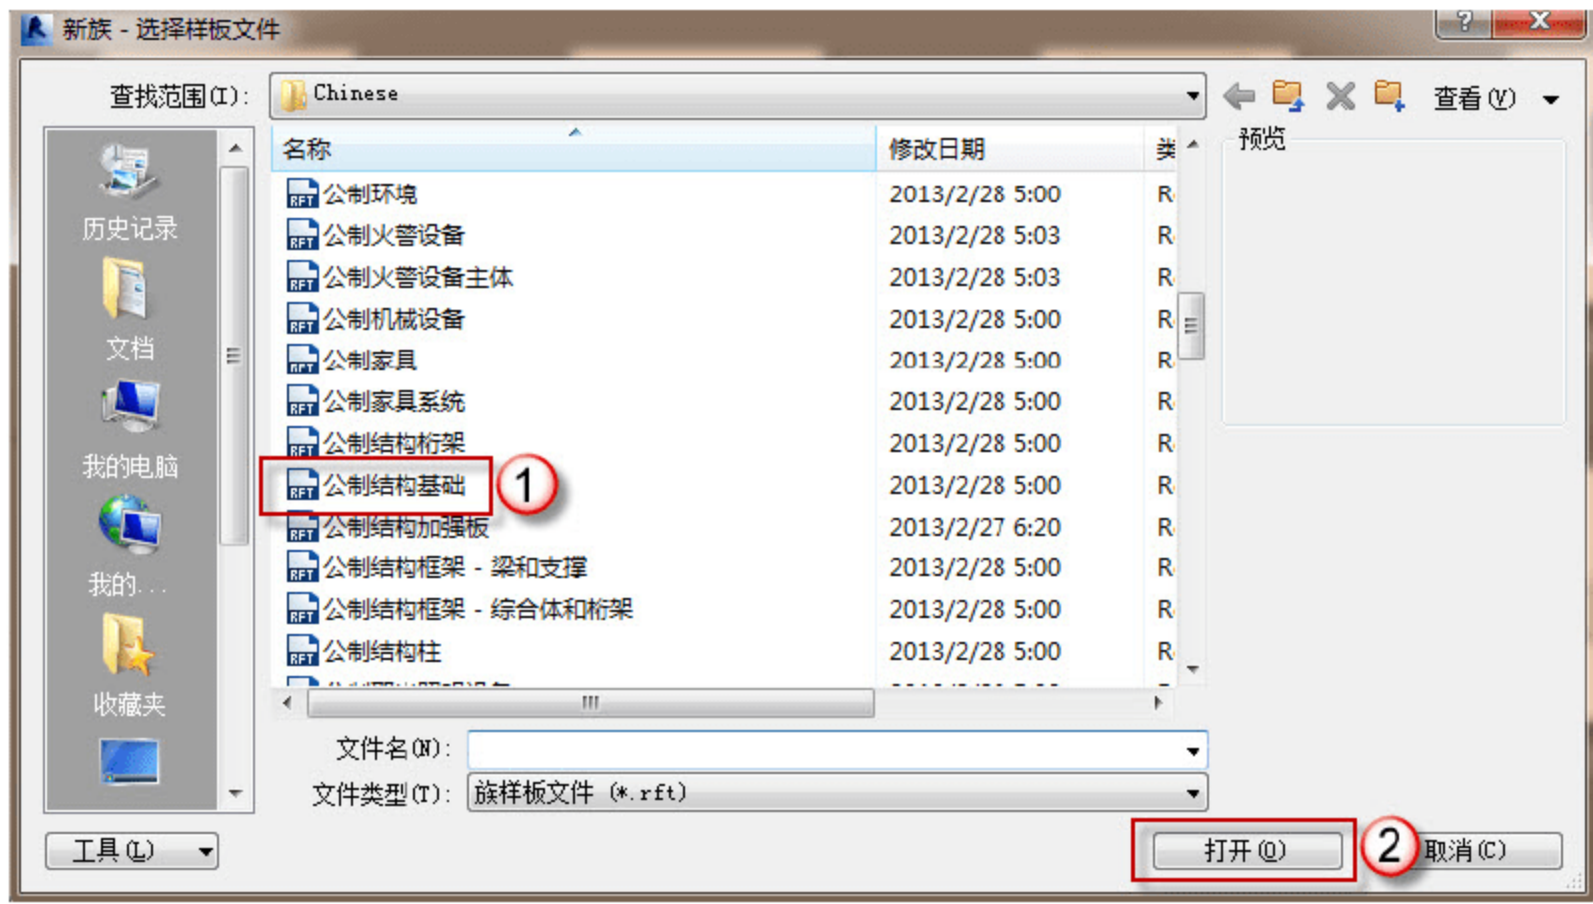 新族 - 选择样板文件
查找范围(I):
Chinese
查看(V)
名称
修改日期
类
预览
公制环境 2013/2/28 5:00 R
公制火警设备 2013/2/28 5:03 R
公制火警设备主体 2013/2/28 5:03 R
公制机械设备 2013/2/28 5:00 R
公制家具 2013/2/28 5:00 R
公制家具系统 2013/2/28 5:00 R
公制结构桁架 2013/2/28 5:00 R
公制结构基础 2013/2/28 5:00 R
1
公制结构加强板 2013/2/27 6:20 R
公制结构框架 - 梁和支撑 2013/2/28 5:00 R
公制结构框架 - 综合体和桁架 2013/2/28 5:00 R
公制结构柱 2013/2/28 5:00 R
历史记录
文档
我的电脑
我的...
收藏夹
文件名(N):
文件类型(T):
族样板文件 (*.rft)
工具(L)
打开(O)
2
取消(C)